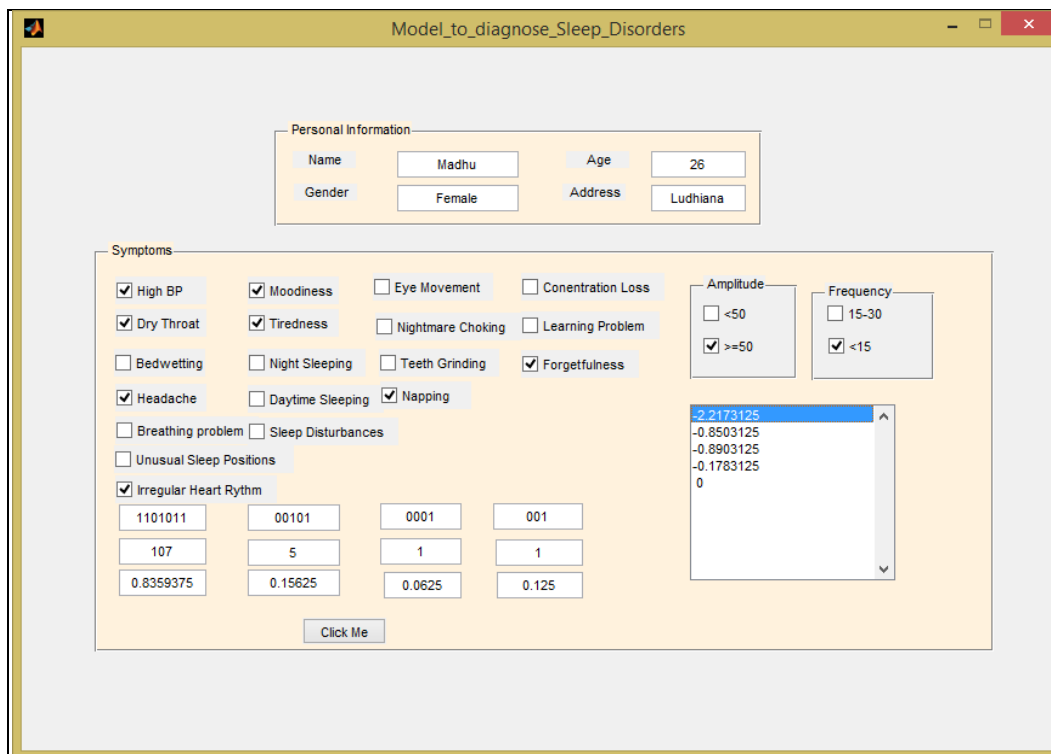 Model_to_diagnose_Sleep_Disorders
Personal Information
Name Madhu Age 26
Gender Female Address Ludhiana
Symptoms
High BP Moodiness Eye Movement Conentration Loss
Dry Throat Tiredness Nightmare Choking Learning Problem
Bedwetting Night Sleeping Teeth Grinding Forgetfulness
Headache Daytime Sleeping Napping
Breathing problem Sleep Disturbances
Unusual Sleep Positions
Irregular Heart Rythm
1101011 00101 0001 001
107 5 1 1
0.8359375 0.15625 0.0625 0.125
Click Me
Amplitude
<50
>=50
Frequency
15-30
<15
-2.2173125
-0.8503125
-0.8903125
-0.1783125
0